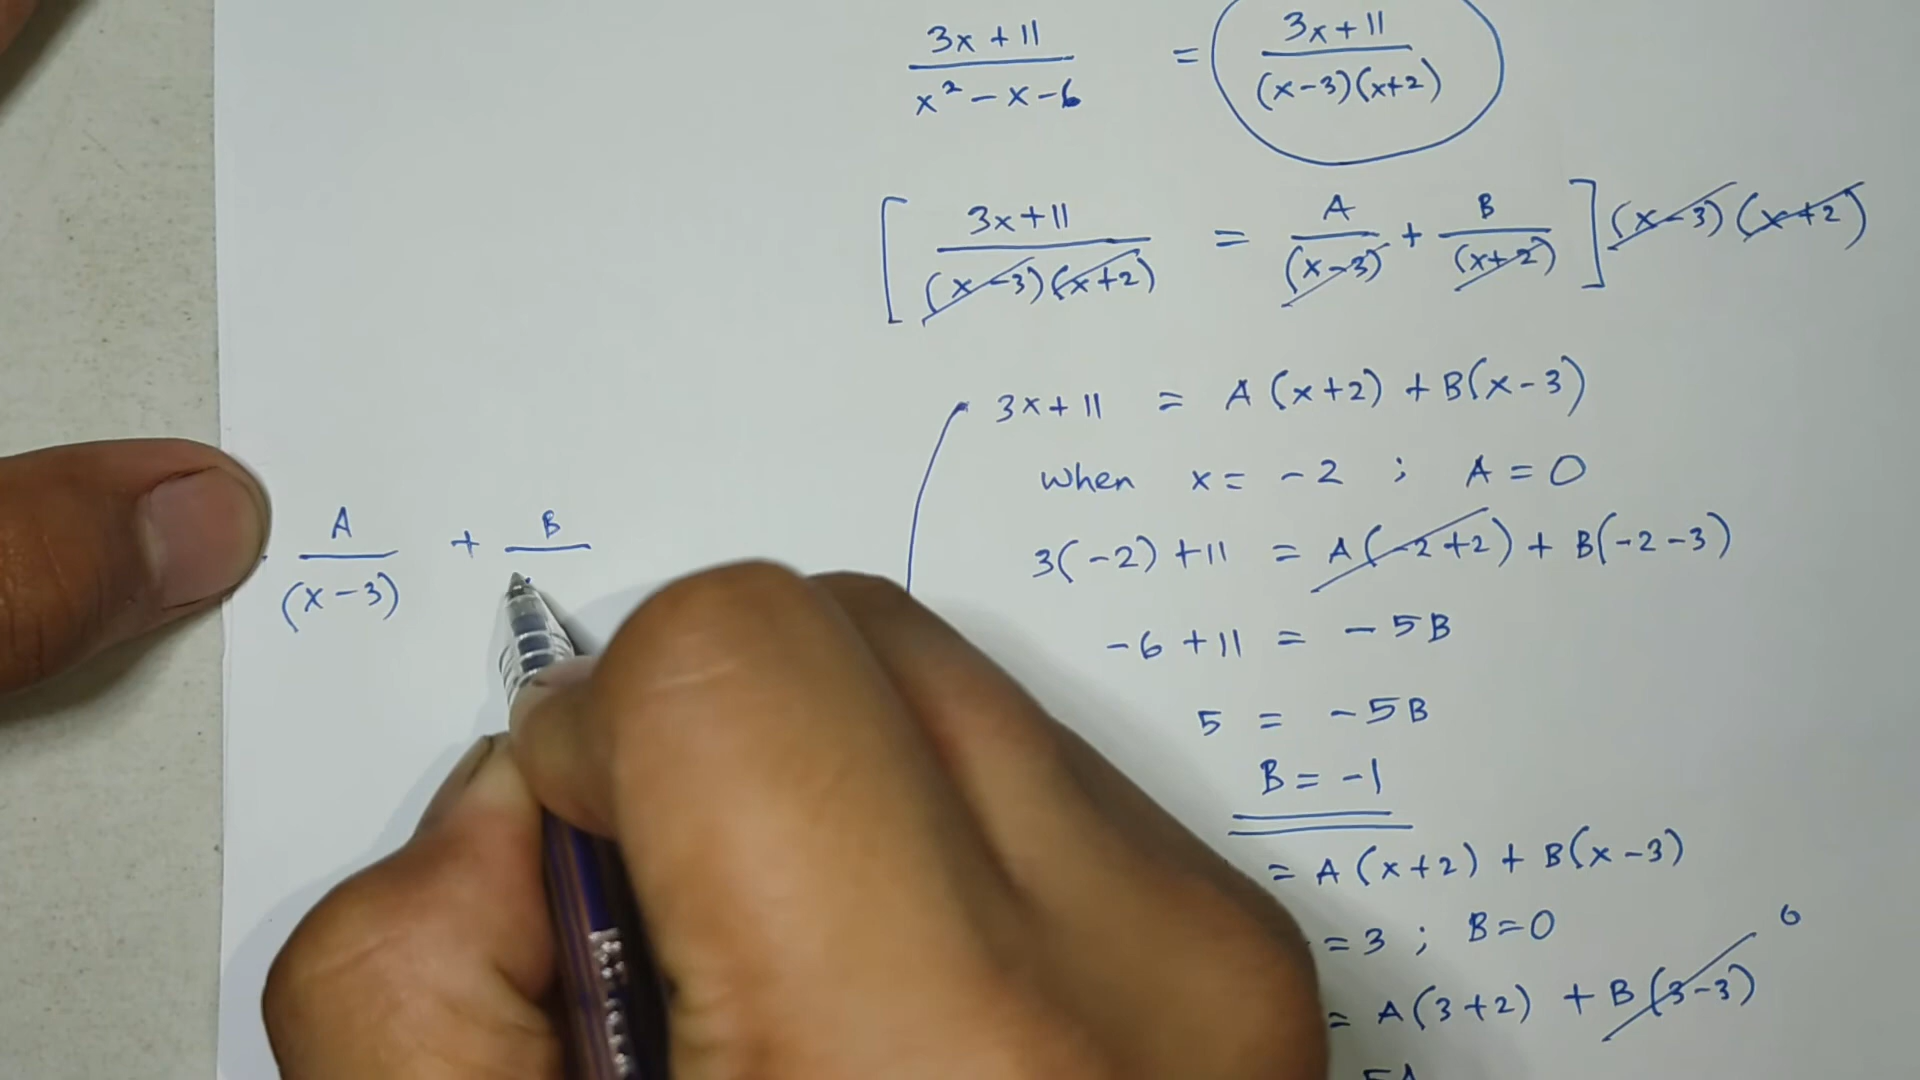 3x + 11 / x² - x - 6 = 3x + 11 / (x-3)(x+2)
[ 3x+11 / (x-3)(x+2) = A / (x-3) + B / (x+2) ] (x-3)(x+2)
3x + 11 = A(x+2) + B(x-3)
when x = -2 ; A = 0
3(-2) + 11 = A(-2+2) + B(-2-3)
-6 + 11 = -5B
5 = -5B
B = -1
= A(x+2) + B(x-3)
= 3 ; B = 0
= A(3+2) + B(3-3) 0
5A
A / (x-3) + B /